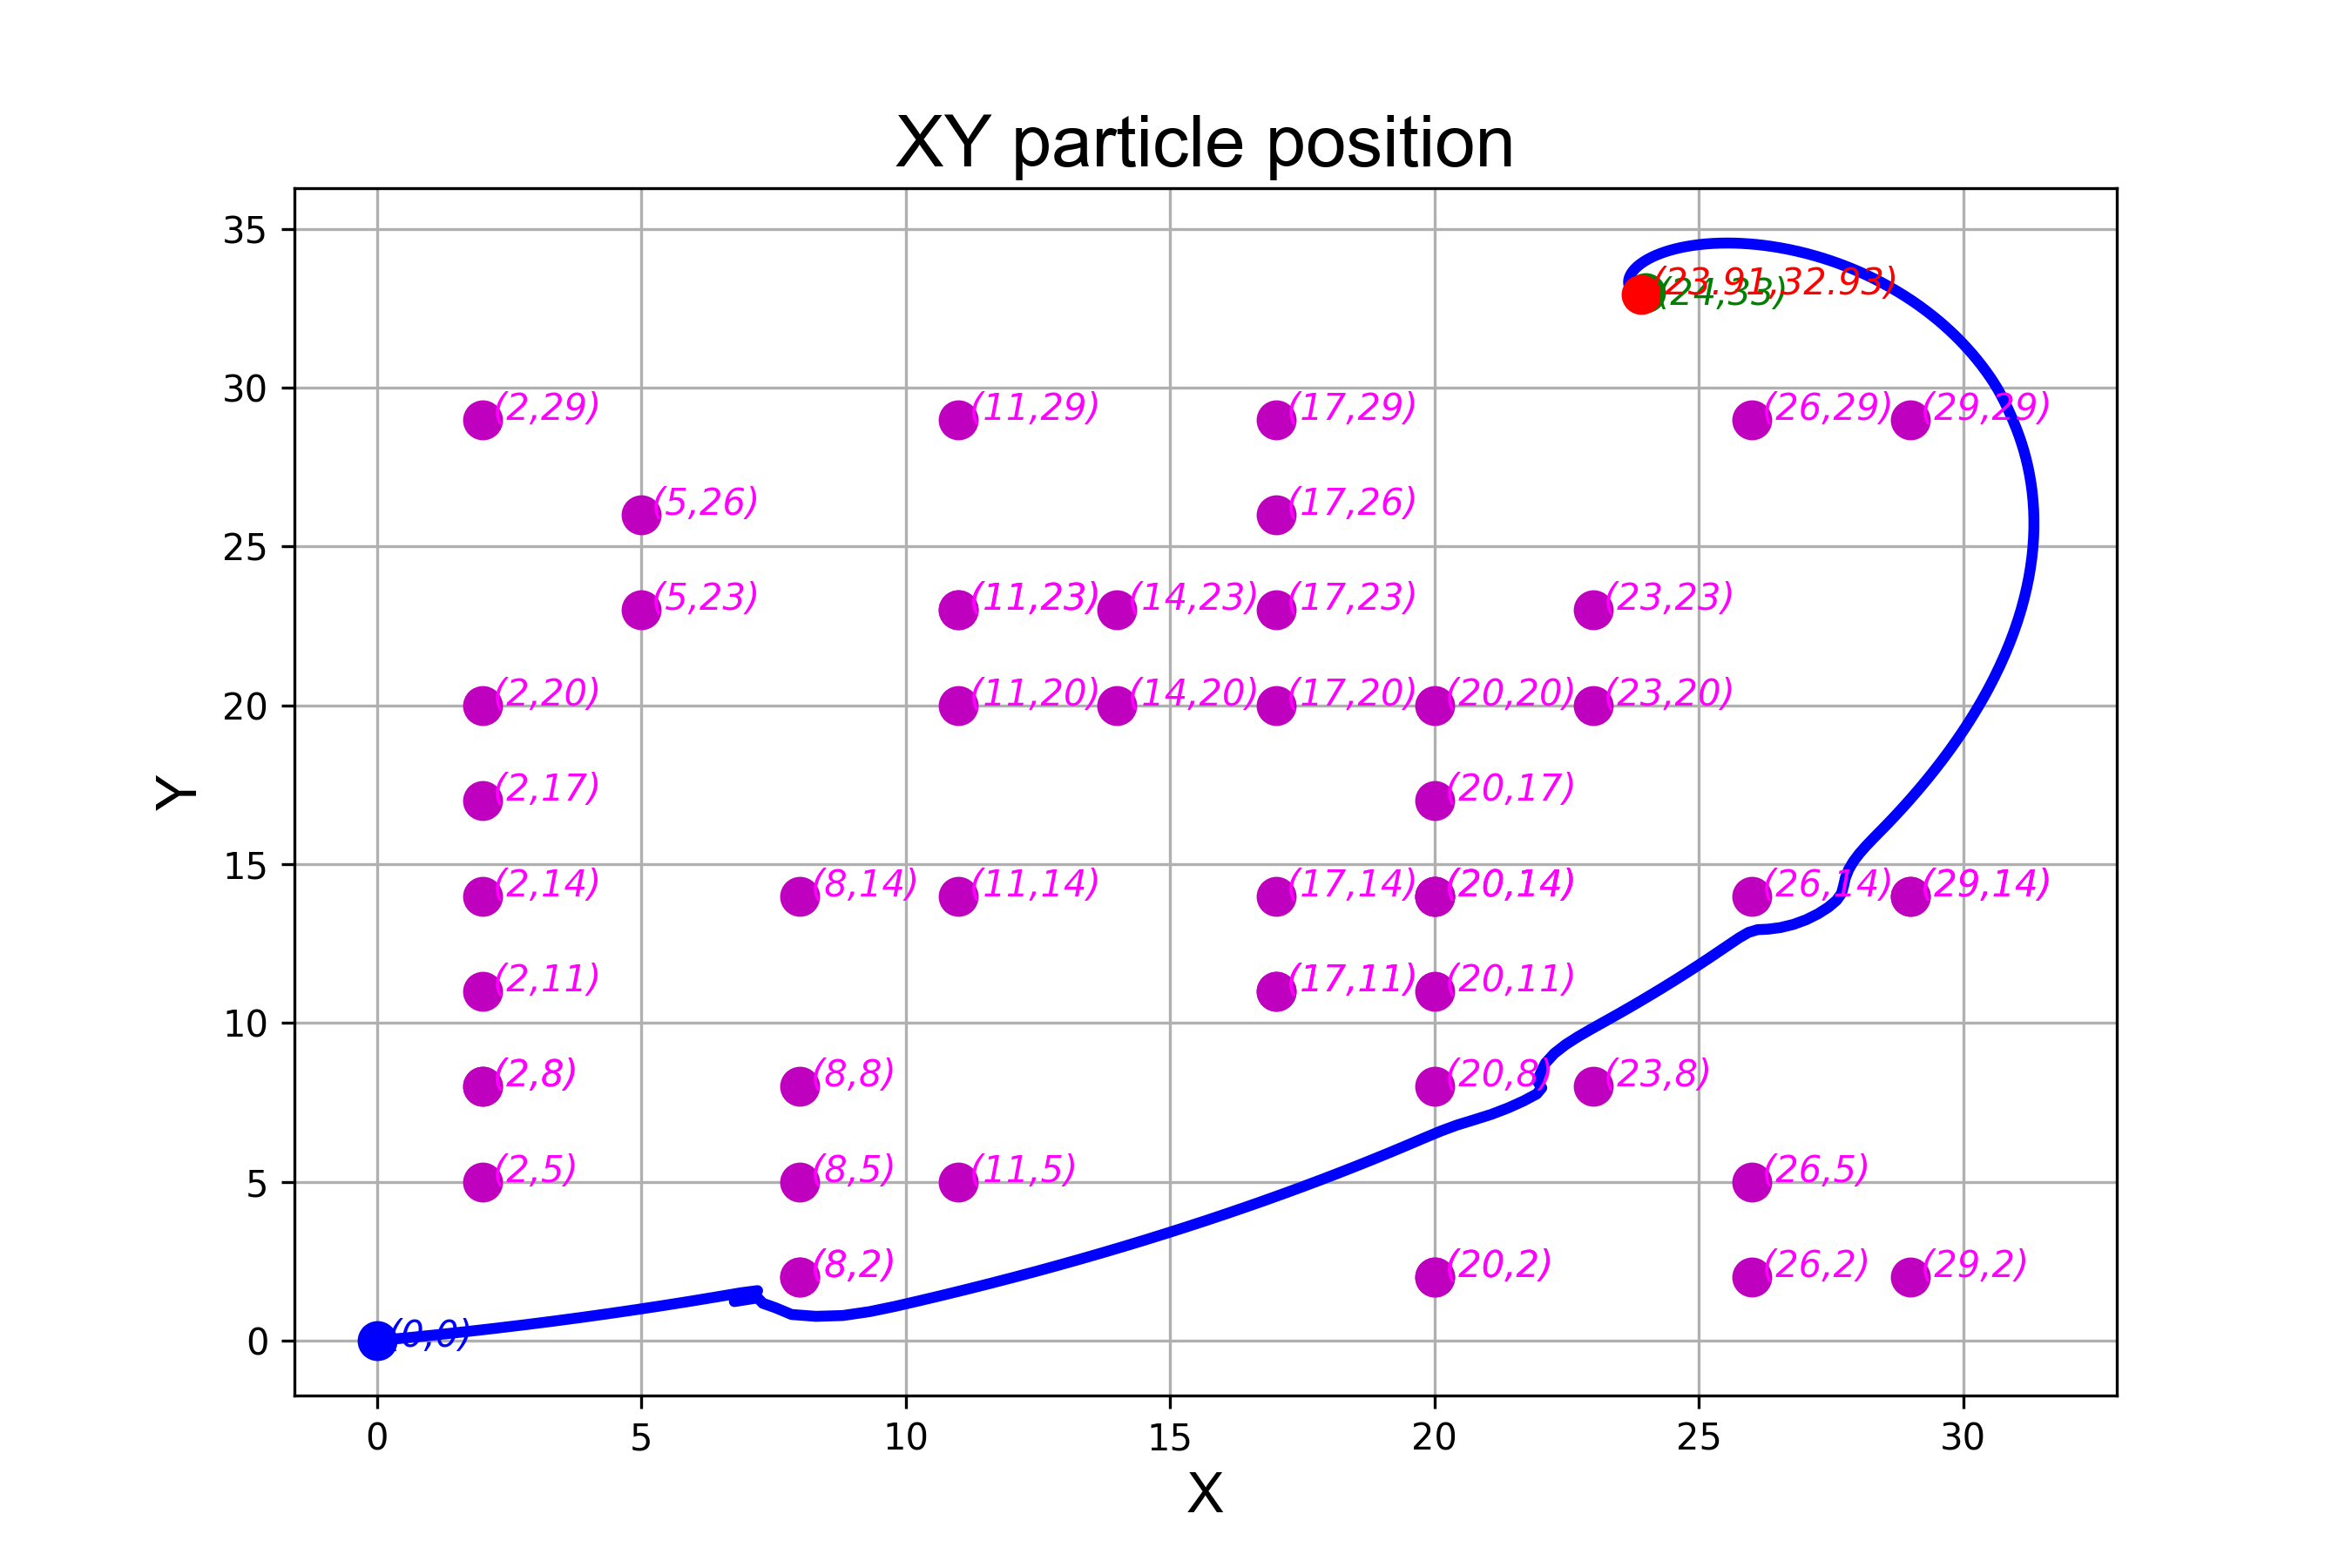 XY particle position
35
(23.91,32.93)
(24,33)
30
(2,29) (11,29) (17,29) (26,29) (29,29)
(5,26) (17,26)
25
(5,23) (11,23) (14,23) (17,23) (23,23)
20
(2,20) (11,20) (14,20) (17,20) (20,20) (23,20)
(2,17) (20,17)
Y
15
(2,14) (8,14) (11,14) (17,14) (20,14) (26,14) (29,14)
(2,11) (17,11) (20,11)
10
(2,8) (8,8) (20,8) (23,8)
5
(2,5) (8,5) (11,5) (26,5)
(8,2) (20,2) (26,2) (29,2)
0
(0,0)
0 5 10 15 20 25 30
X